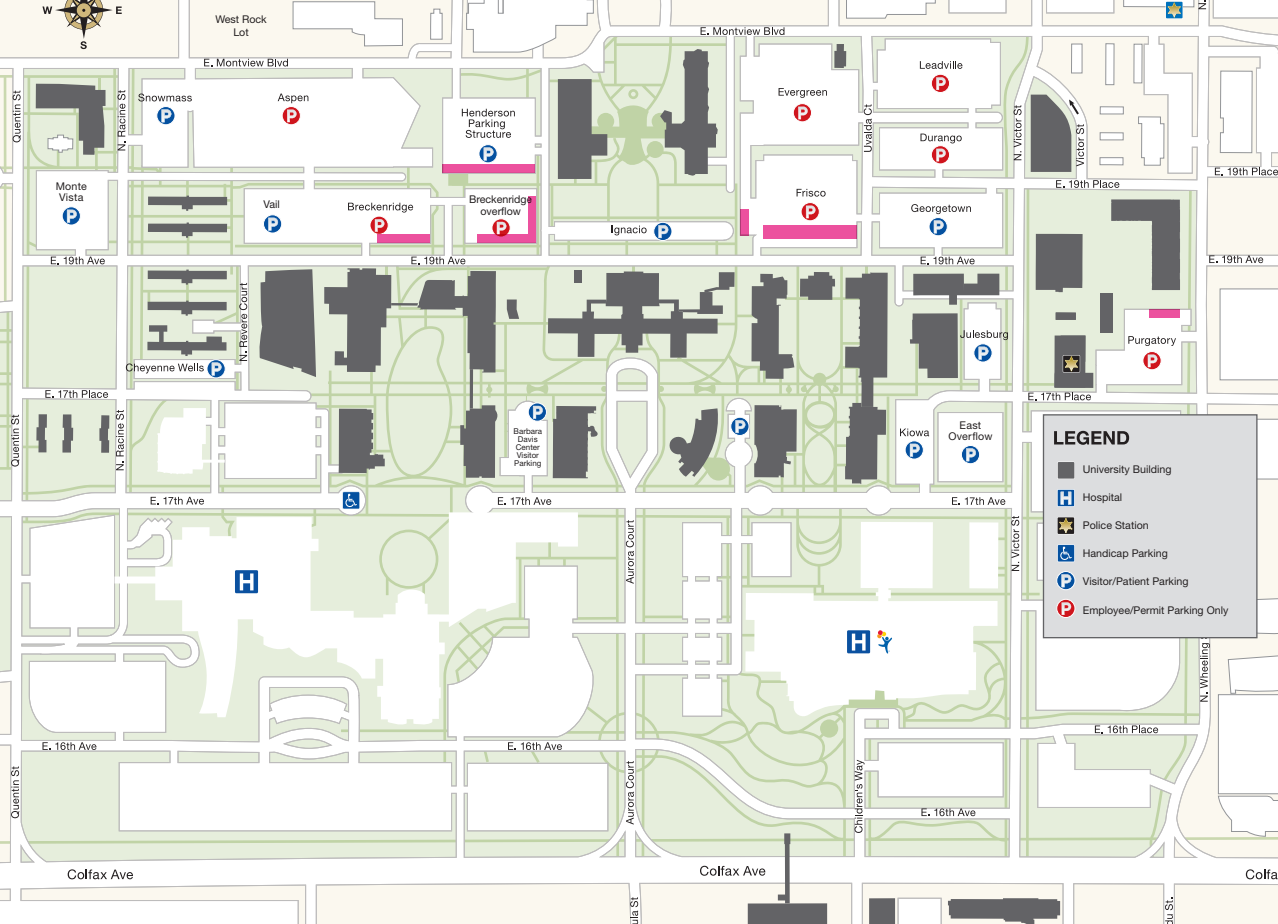 W
E
S
West Rock
Lot
E. Montview Blvd
N.
E. Montview Blvd
Leadville
P
Snowmass
P
Aspen
P
Henderson
Parking
Structure
P
Evergreen
P
Quentin St
N. Racine St
Uvalda Ct
N. Victor St
Victor St
Durango
P
E. 19th Place
E. 19th Place
Monte
Vista
P
Vail
P
Breckenridge
P
Breckenridge
overflow
P
Ignacio
P
Frisco
P
Georgetown
P
E. 19th Ave
E. 19th Ave
E. 19th Ave
E. 19th Ave
N. Revere Court
Julesburg
P
Purgatory
P
Cheyenne Wells
P
E. 17th Place
E. 17th Place
Quentin St
N. Racine St
P
Barbara
Davis
Center
Visitor
Parking
P
Kiowa
P
East
Overflow
P
E. 17th Ave
E. 17th Ave
E. 17th Ave
LEGEND
University Building
H
Hospital
Police Station
Handicap Parking
P
Visitor/Patient Parking
P
Employee/Permit Parking Only
H
Aurora Court
N. Victor St
H
N. Wheeling
E. 16th Ave
E. 16th Ave
E. 16th Place
Quentin St
Aurora Court
Children's Way
E. 16th Ave
Colfax Ave
Colfax Ave
Colfa
ula St
du St.